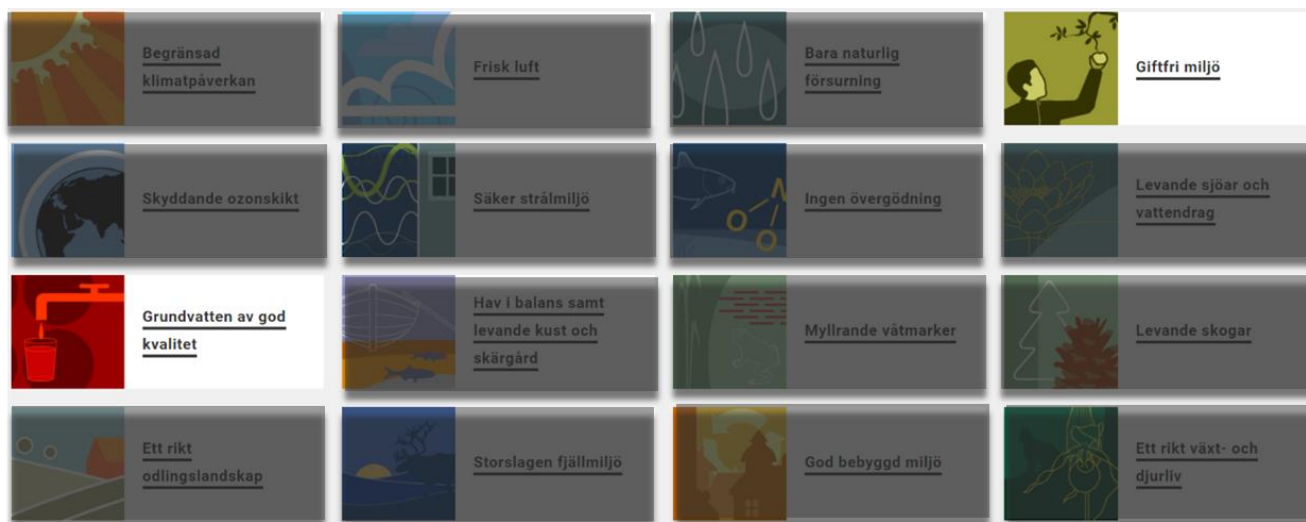 Begränsad
klimatpåverkan
Frisk luft
Bara naturlig
försurning
Giftfri miljö
Skyddande ozonskikt
Säker strålmiljö
Ingen övergödning
Levande sjöar och
vattendrag
Grundvatten av god
kvalitet
Hav i balans samt
levande kust och
skärgård
Myllrande våtmarker
Levande skogar
Ett rikt
odlingslandskap
Storslagen fjällmiljö
God bebyggd miljö
Ett rikt växt- och
djurliv